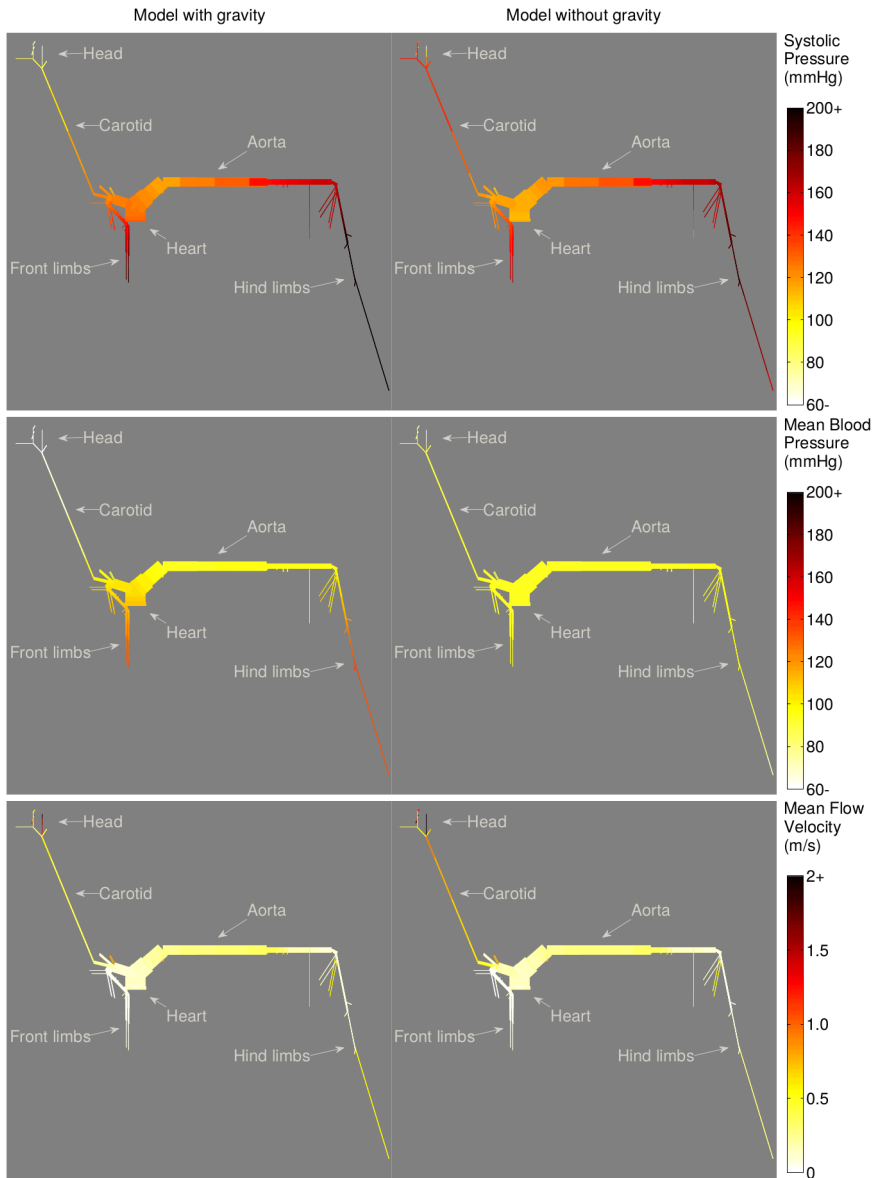 Model with gravity
Model without gravity
Systolic
Pressure
(mmHg)
Head
Carotid
Aorta
Heart
Front limbs
Hind limbs
Head
Carotid
Aorta
Heart
Front limbs
Hind limbs
200+
180
160
140
120
100
80
60-
Mean Blood
Pressure
(mmHg)
Head
Carotid
Aorta
Heart
Front limbs
Hind limbs
Head
Carotid
Aorta
Heart
Front limbs
Hind limbs
200+
180
160
140
120
100
80
60-
Mean Flow
Velocity
(m/s)
Head
Carotid
Aorta
Heart
Front limbs
Hind limbs
Head
Carotid
Aorta
Heart
Front limbs
Hind limbs
2+
1.5
1.0
0.5
0